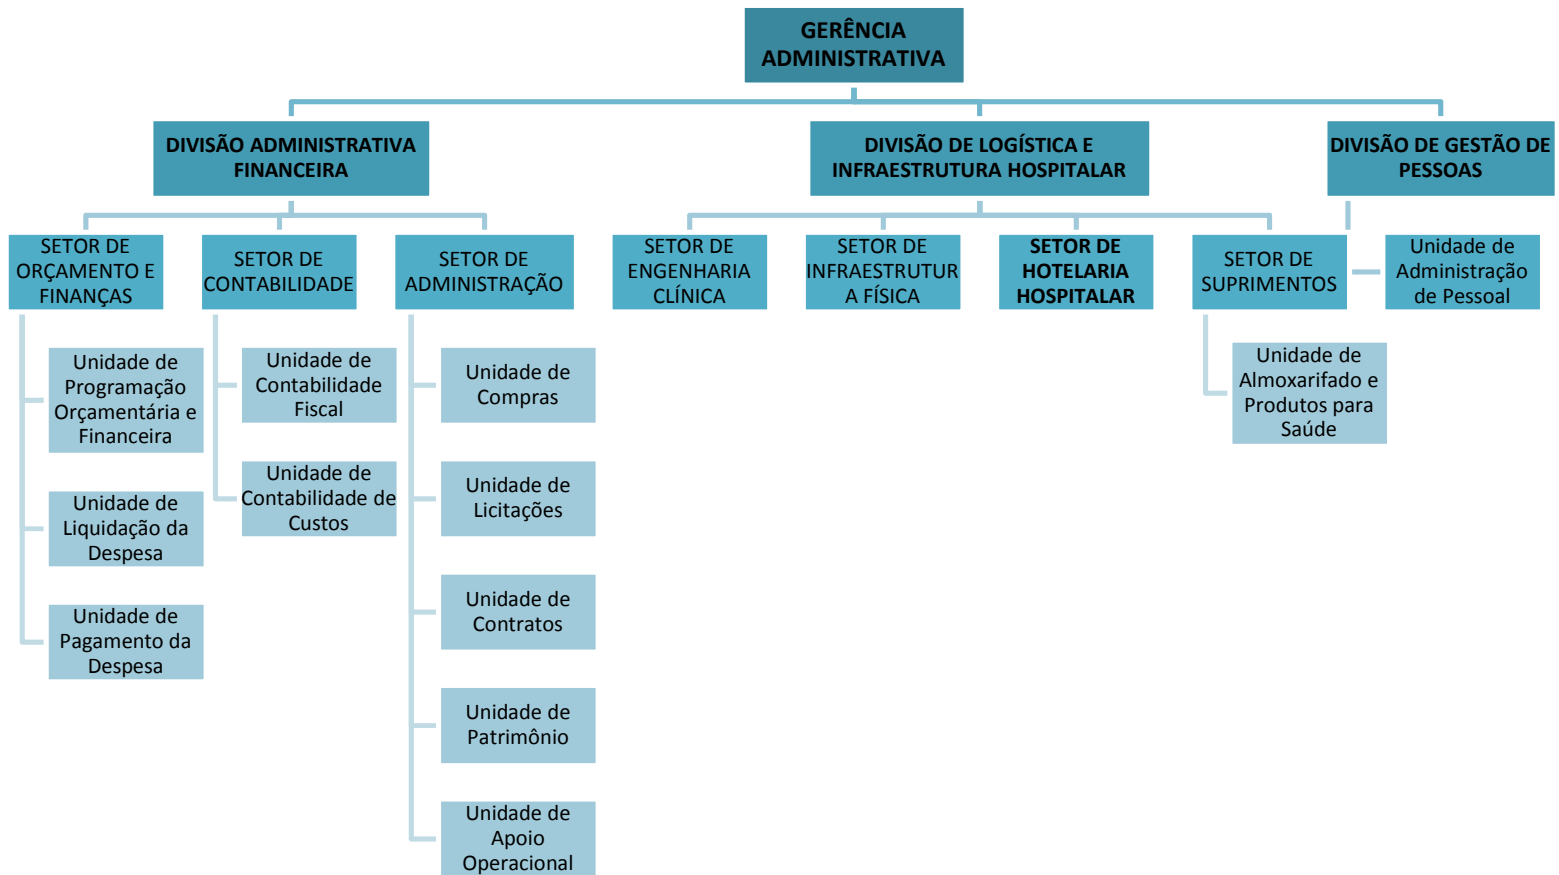 GERÊNCIA
ADMINISTRATIVA
DIVISÃO ADMINISTRATIVA
FINANCEIRA
DIVISÃO DE LOGÍSTICA E
INFRAESTRUTURA HOSPITALAR
DIVISÃO DE GESTÃO DE
PESSOAS
SETOR DE
ORÇAMENTO E
FINANÇAS
SETOR DE
CONTABILIDADE
SETOR DE
ADMINISTRAÇÃO
SETOR DE
ENGENHARIA
CLÍNICA
SETOR DE
INFRAESTRUTUR
A FÍSICA
SETOR DE
HOTELARIA
HOSPITALAR
SETOR DE
SUPRIMENTOS
Unidade de
Administração
de Pessoal
Unidade de
Programação
Orçamentária e
Financeira
Unidade de
Liquidação da
Despesa
Unidade de
Pagamento da
Despesa
Unidade de
Contabilidade
Fiscal
Unidade de
Contabilidade de
Custos
Unidade de
Compras
Unidade de
Licitações
Unidade de
Contratos
Unidade de
Patrimônio
Unidade de
Apoio
Operacional
Unidade de
Almoxarifado e
Produtos para
Saúde